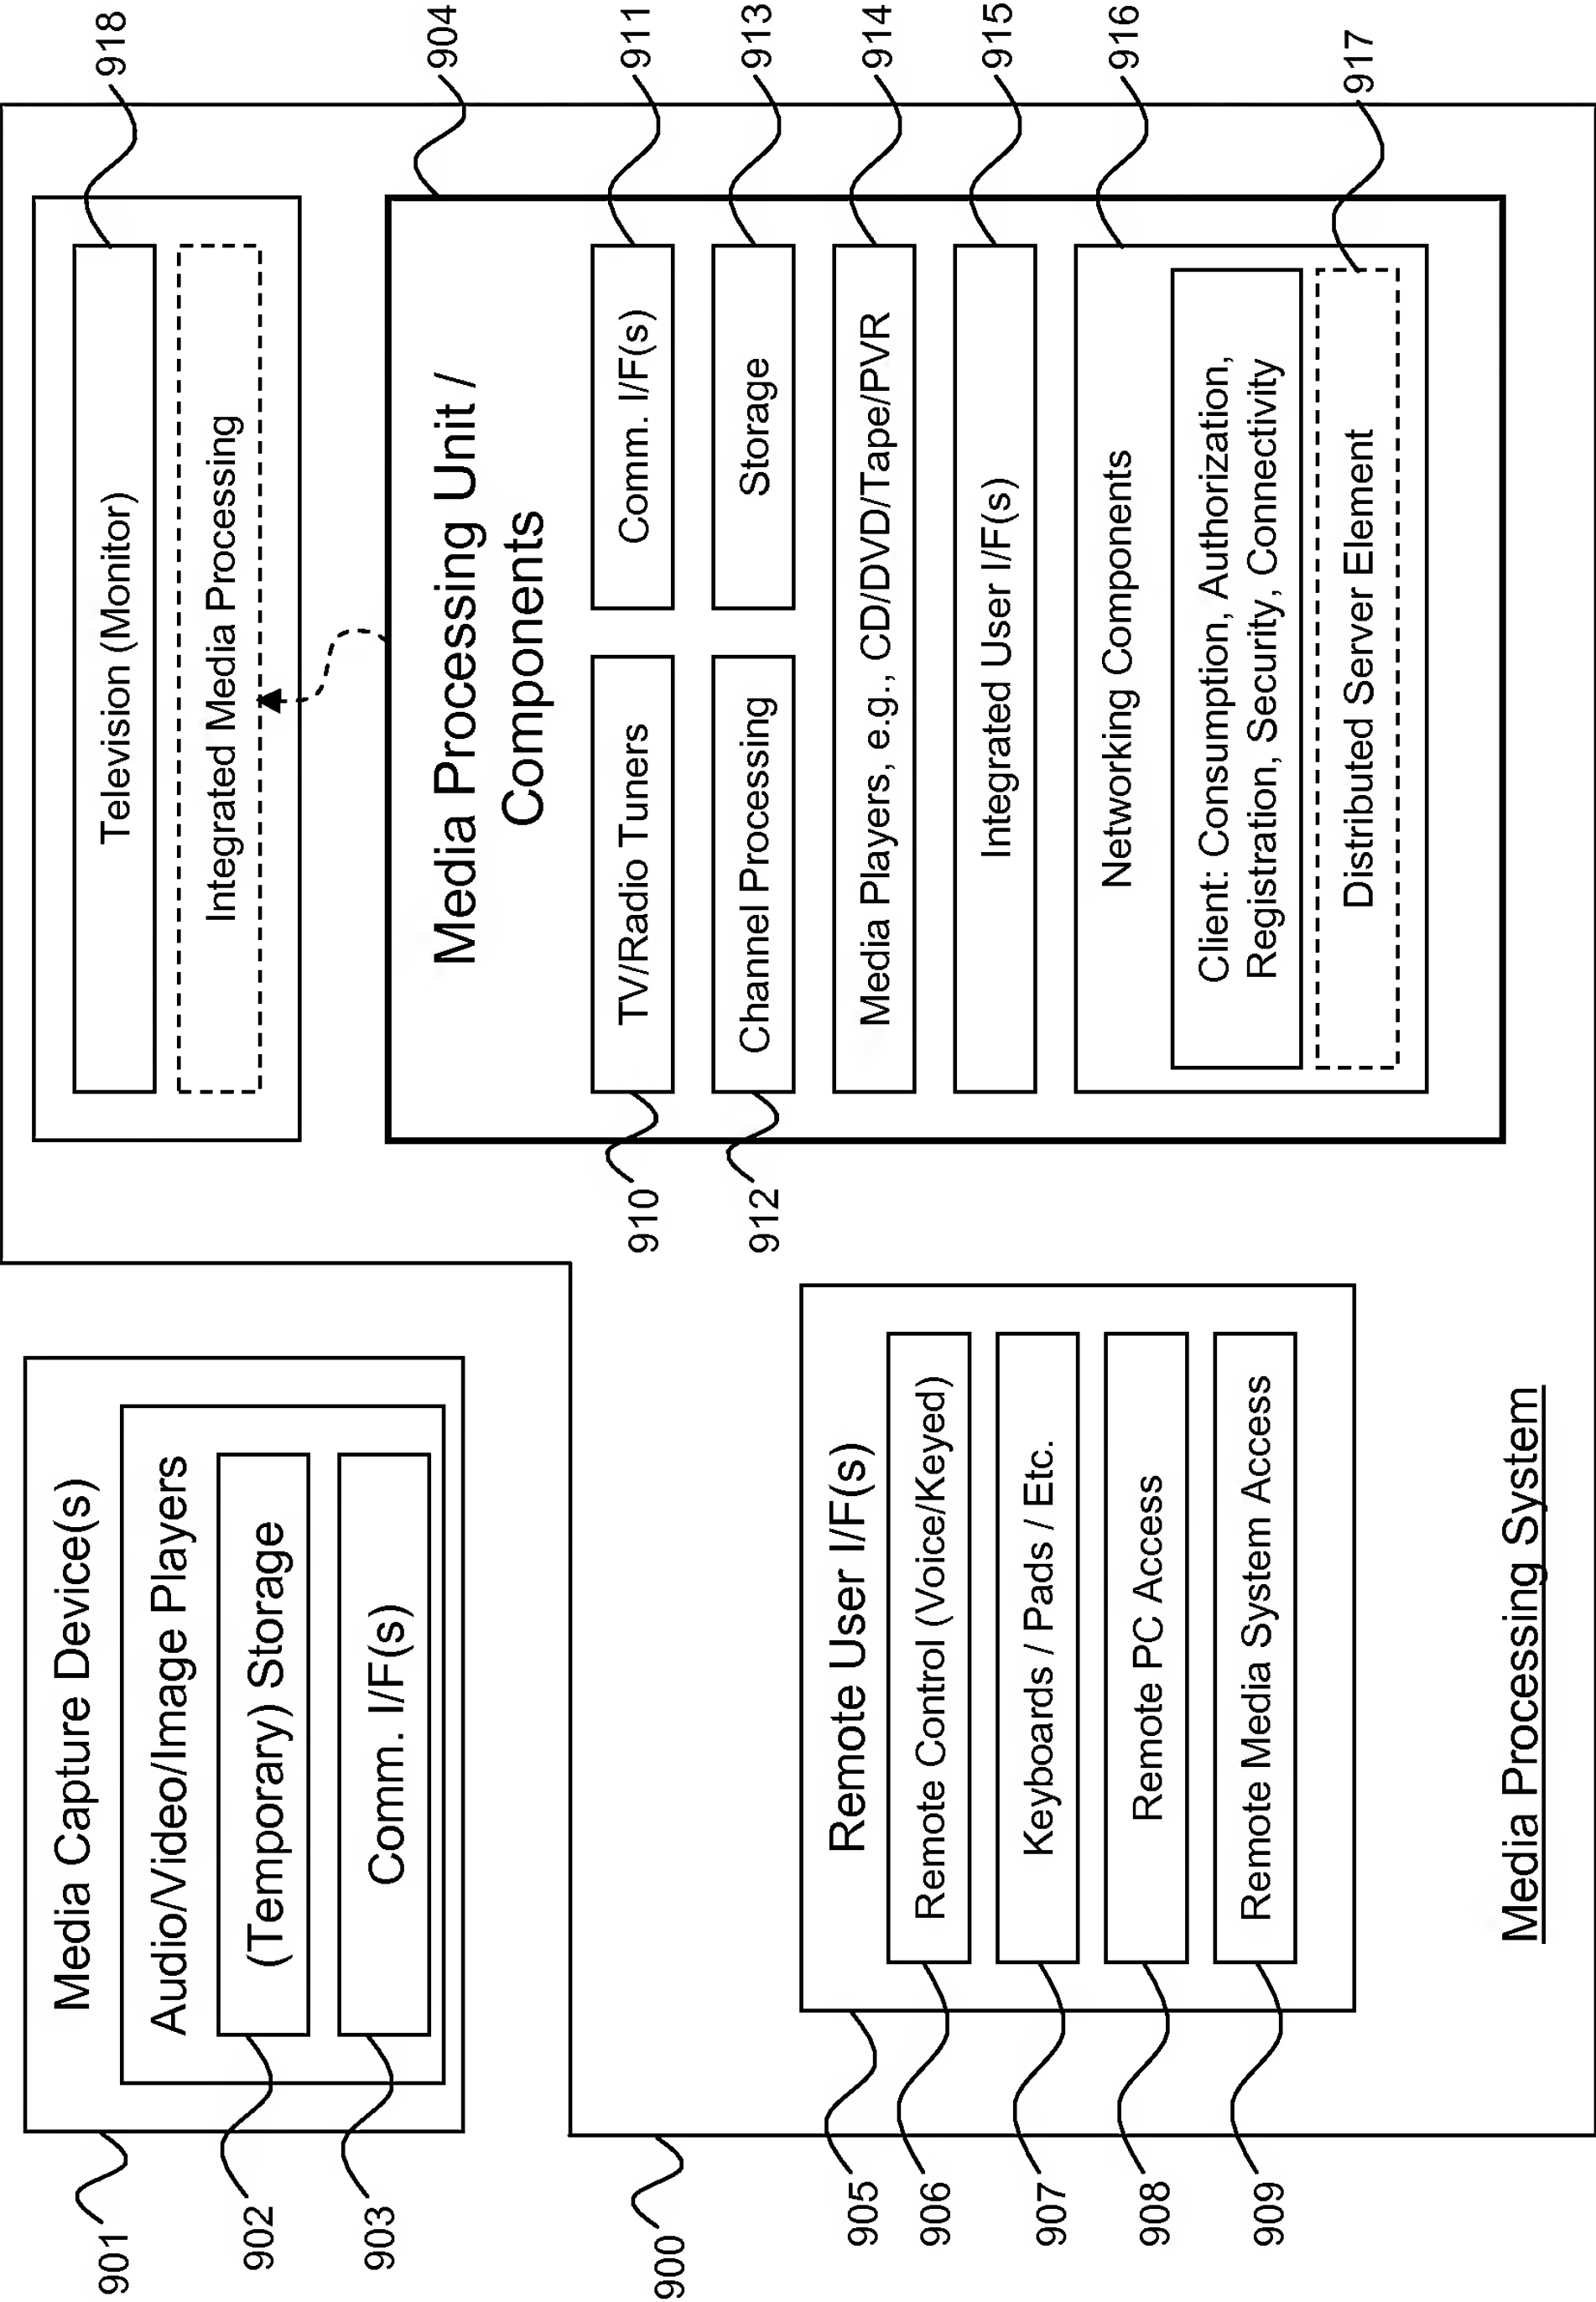 Media Capture Device(s)
Audio/Video/Image Players
(Temporary) Storage
Comm. I/F(s)
901
902
903
900
Remote User I/F(s)
Remote Control (Voice/Keyed)
Keyboards / Pads / Etc.
Remote PC Access
Remote Media System Access
905
906
907
908
909
Media Processing System
Television (Monitor)
Integrated Media Processing
918
904
Media Processing Unit /
Components
TV/Radio Tuners
Comm. I/F(s)
910
911
Channel Processing
Storage
912
913
Media Players, e.g., CD/DVD/Tape/PVR
914
Integrated User I/F(s)
915
Networking Components
916
Client: Consumption, Authorization,
Registration, Security, Connectivity
Distributed Server Element
917